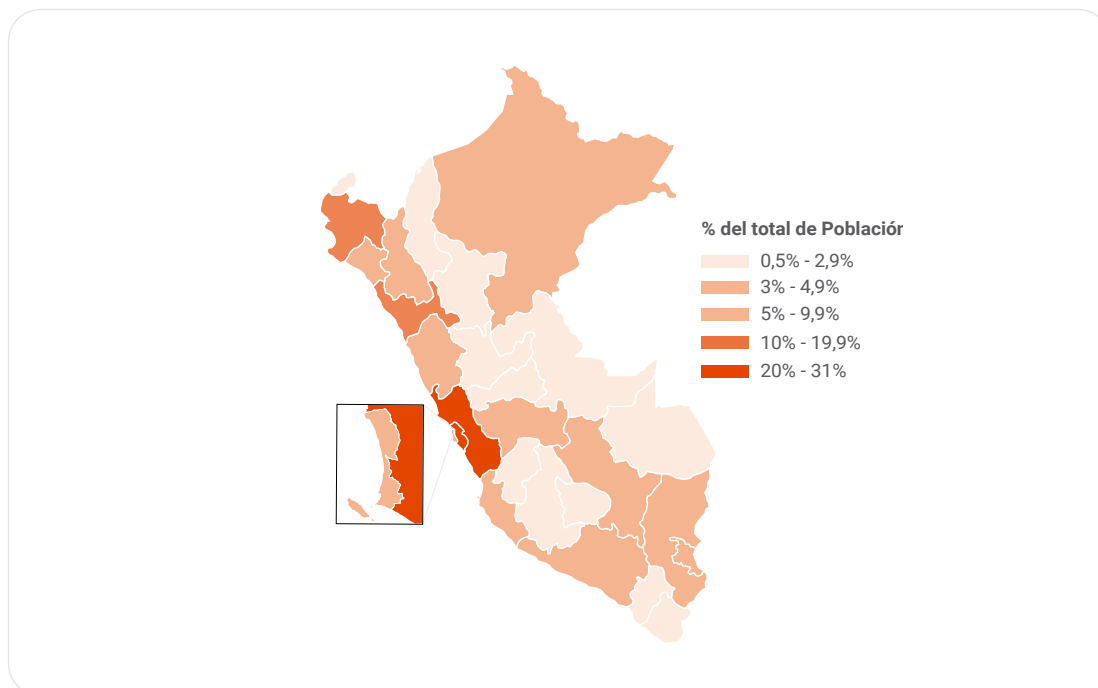 % del total de Poblaciór
0,5% - 2,9%
3% - 4,9%
5% - 9,9%
10% - 19,9%
20% - 31%